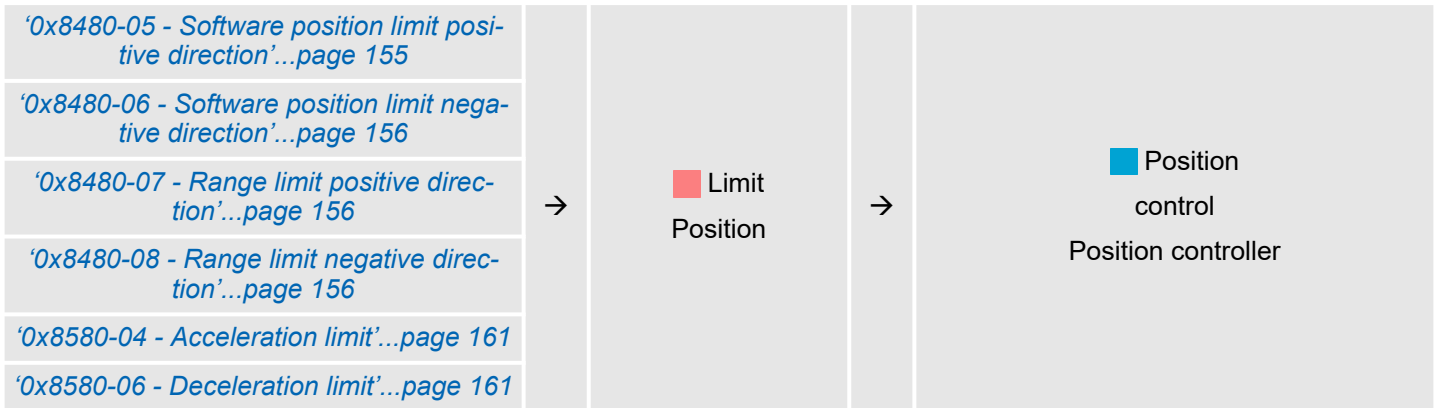 ‘0x8480-05 - Software position limit posi-
tive direction’...page 155
‘0x8480-06 - Software position limit nega-
tive direction’...page 156
‘0x8480-07 - Range limit positive direc-
tion’...page 156
‘0x8480-08 - Range limit negative direc-
tion’...page 156
‘0x8580-04 - Acceleration limit’...page 161
‘0x8580-06 - Deceleration limit’...page 161
→
Limit
Position
→
Position
control
Position controller